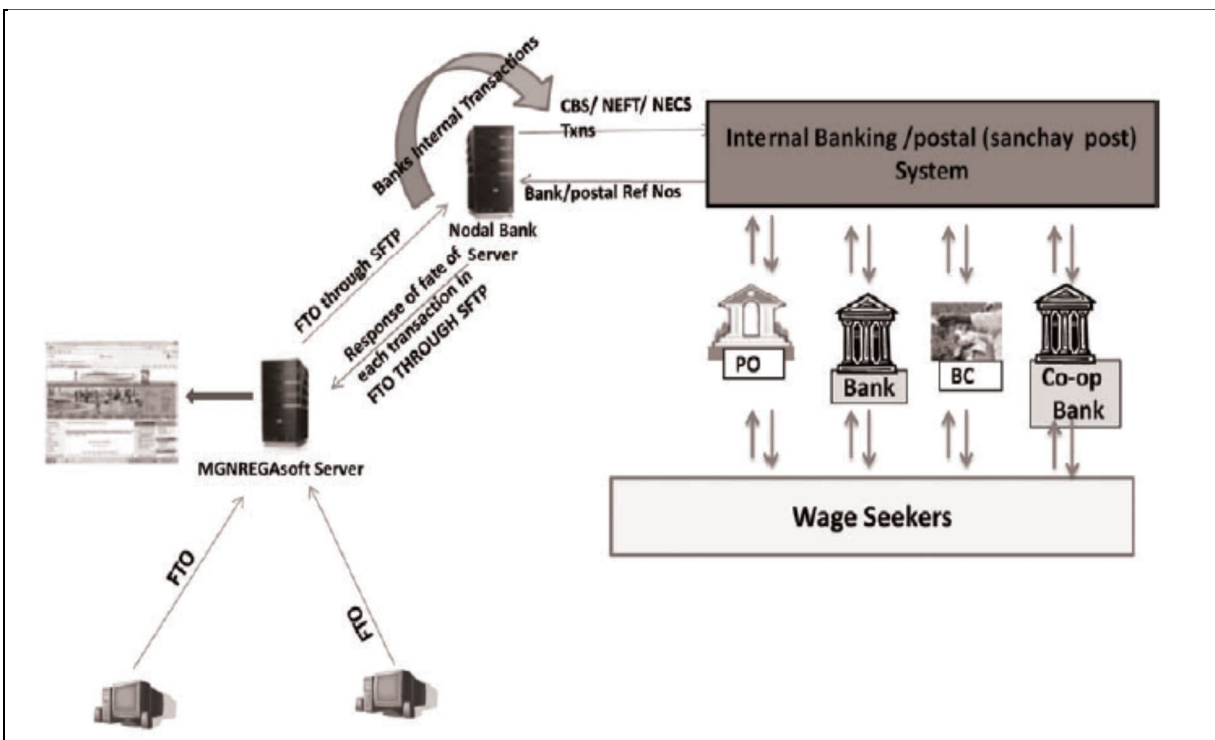 Banks Internal Transactions
CBS/ NEFT/ NECS
Txns
Bank/postal Ref Nos
Internal Banking /postal (sanchay post)
System
Nodal Bank
Server
FTO through SFTP
Response of fate of
each transaction in
FTO THROUGH SFTP
PO
Bank
BC
Co-op
Bank
MGNREGAsoft Server
Wage Seekers
FTO
FTO